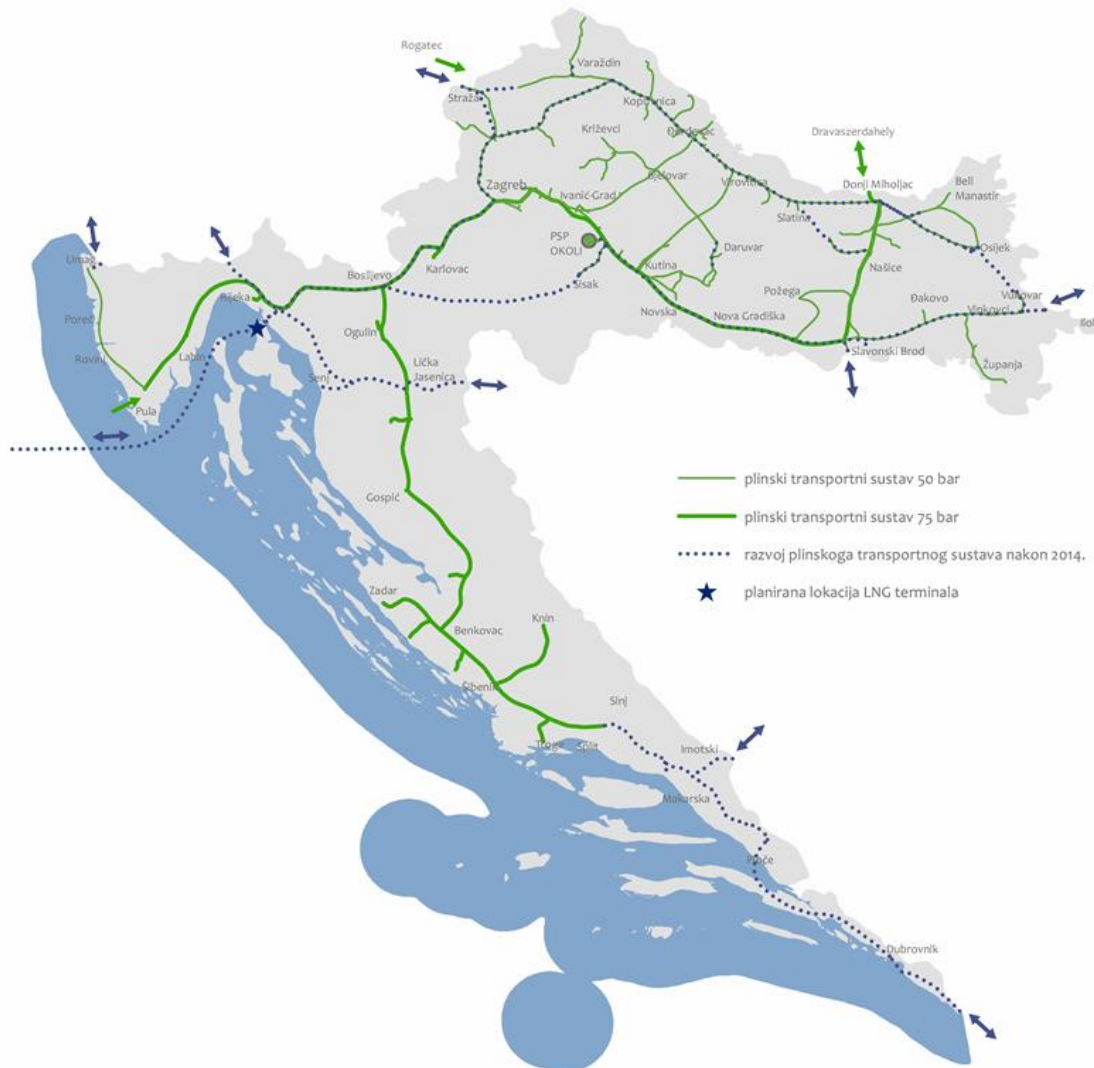 Rogatec
Straža
Varaždin
Koprivnica
Križevci
Đurđevac
Dravaszerdahely
Zagreb
Ivanić-Grad
Bjelovar
Virovitica
Donji Miholjac
Beli
Manastir
Slatina
PSP
OKOLI
Daruvar
Osijek
Umag
Bosiljevo
Karlovac
Sisak
Kutina
Našice
Rijeka
Požega
Đakovo
Vukovar
Vinkovci
Novska
Nova Gradiška
Poreč
Ogulin
Rovinj
Labin
Lička
Jasenica
Slavonski Brod
Županja
Senj
Pula
plinski transportni sustav 50 bar
Gospić
plinski transportni sustav 75 bar
razvoj plinskoga transportnog sustava nakon 2014.
planirana lokacija LNG terminala
Zadar
Benkovac
Knin
Šibenik
Sinj
Split
Imotski
Makarska
Ploče
Dubrovnik